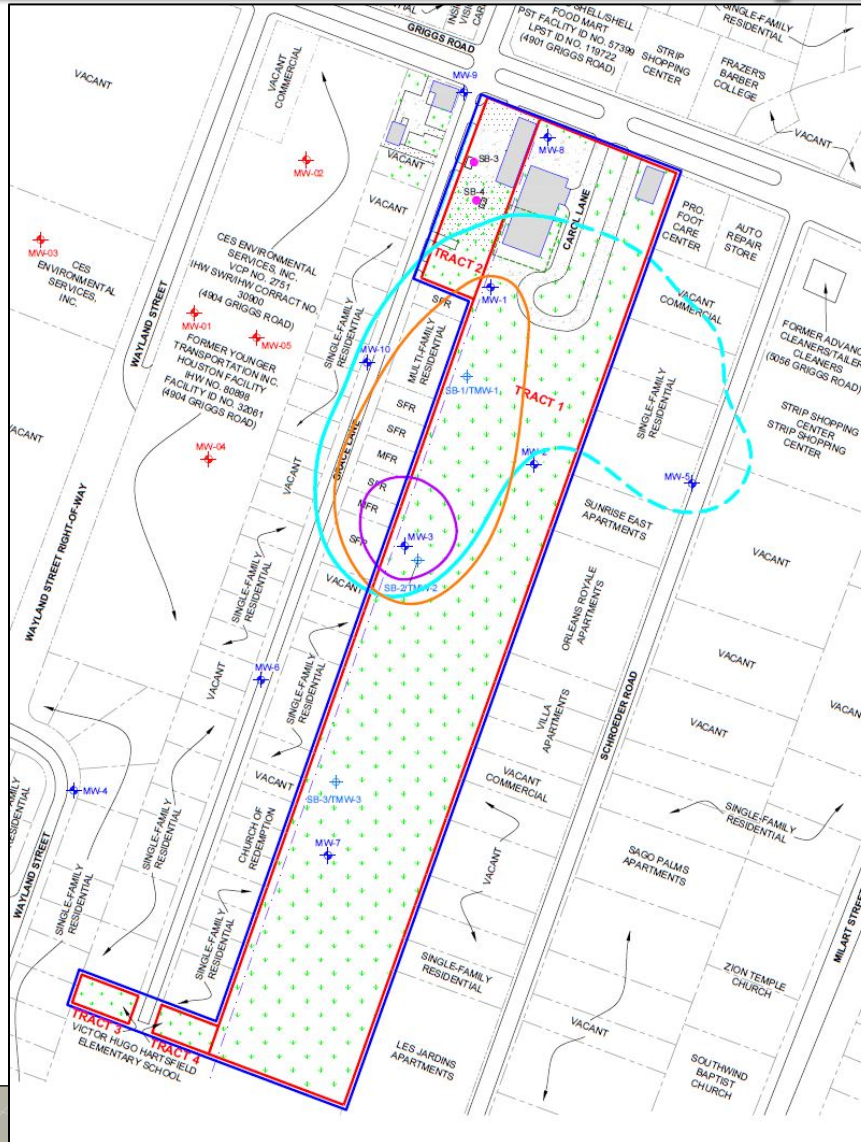 GRIGGS ROAD
SHELL/SHELL
FOOD MART
PST FACILITY ID NO. 57399
LPST ID NO. 119722
(4901 GRIGGS ROAD)
SINGLE-FAMILY
RESIDENTIAL
STRIP
SHOPPING
CENTER
FRAZER'S
BARBER
COLLEGE
VACANT
VACANT
VACANT
COMMERCIAL
MW-9
MW-8
MW-02
SB-3
SB-4
VACANT
VACANT
CAROL LANE
PRO.
FOOT
CARE
CENTER
AUTO
REPAIR
STORE
MW-03
CES
ENVIRONMENTAL
SERVICES,
INC.
CES ENVIRONMENTAL
SERVICES, INC.
VCP NO. 2751
IHW SWR/IHW CORRACT NO.
30900
(4904 GRIGGS ROAD)
WAYLAND STREET
TRACT 2
MW-1
SFR
VACANT
COMMERCIAL
FORMER ADVANC
CLEANERS/TAILER
CLEANERS
(5056 GRIGGS ROAD)
MW-01
MW-05
FORMER YOUNGER
TRANSPORTATION INC.
HOUSTON FACILITY
IHW NO. 80898
FACILITY ID NO. 32061
(4904 GRIGGS ROAD)
SINGLE-FAMILY
RESIDENTIAL
MW-10
MULTI-FAMILY
RESIDENTIAL
SB-1/TMW-1
TRACT 1
SINGLE-FAMILY
RESIDENTIAL
STRIP SHOPPING
CENTER
STRIP SHOPPING
CENTER
SFR
SFR
MFR
SFR
MFR
SFR
MW-04
VACANT
GRACE LANE
MW-2
MW-5
SUNRISE EAST
APARTMENTS
MW-3
SB-2/TMW-2
VACANT
VACANT
WAYLAND STREET RIGHT-OF-WAY
SINGLE-FAMILY
RESIDENTIAL
ORLEANS ROYALE
APARTMENTS
VACANT
MW-6
VACANT
SINGLE-FAMILY
RESIDENTIAL
VILLA
APARTMENTS
SCHROEDER ROAD
VACANT
MW-4
SB-3/TMW-3
VACANT
VACANT
COMMERCIAL
SINGLE-FAMILY
RESIDENTIAL
MW-7
SINGLE-FAMILY
RESIDENTIAL
CHURCH OF
REDEMPTION
VACANT
SAGO PALMS
APARTMENTS
WAYLAND STREET
SINGLE-FAMILY
RESIDENTIAL
SINGLE-FAMILY
RESIDENTIAL
SINGLE-FAMILY
RESIDENTIAL
ZION TEMPLE
CHURCH
MILART STREET
TRACT 3
TRACT 4
VICTOR HUGO HARTSFIELD
ELEMENTARY SCHOOL
LES JARDINS
APARTMENTS
VACANT
SOUTHWIND
BAPTIST
CHURCH